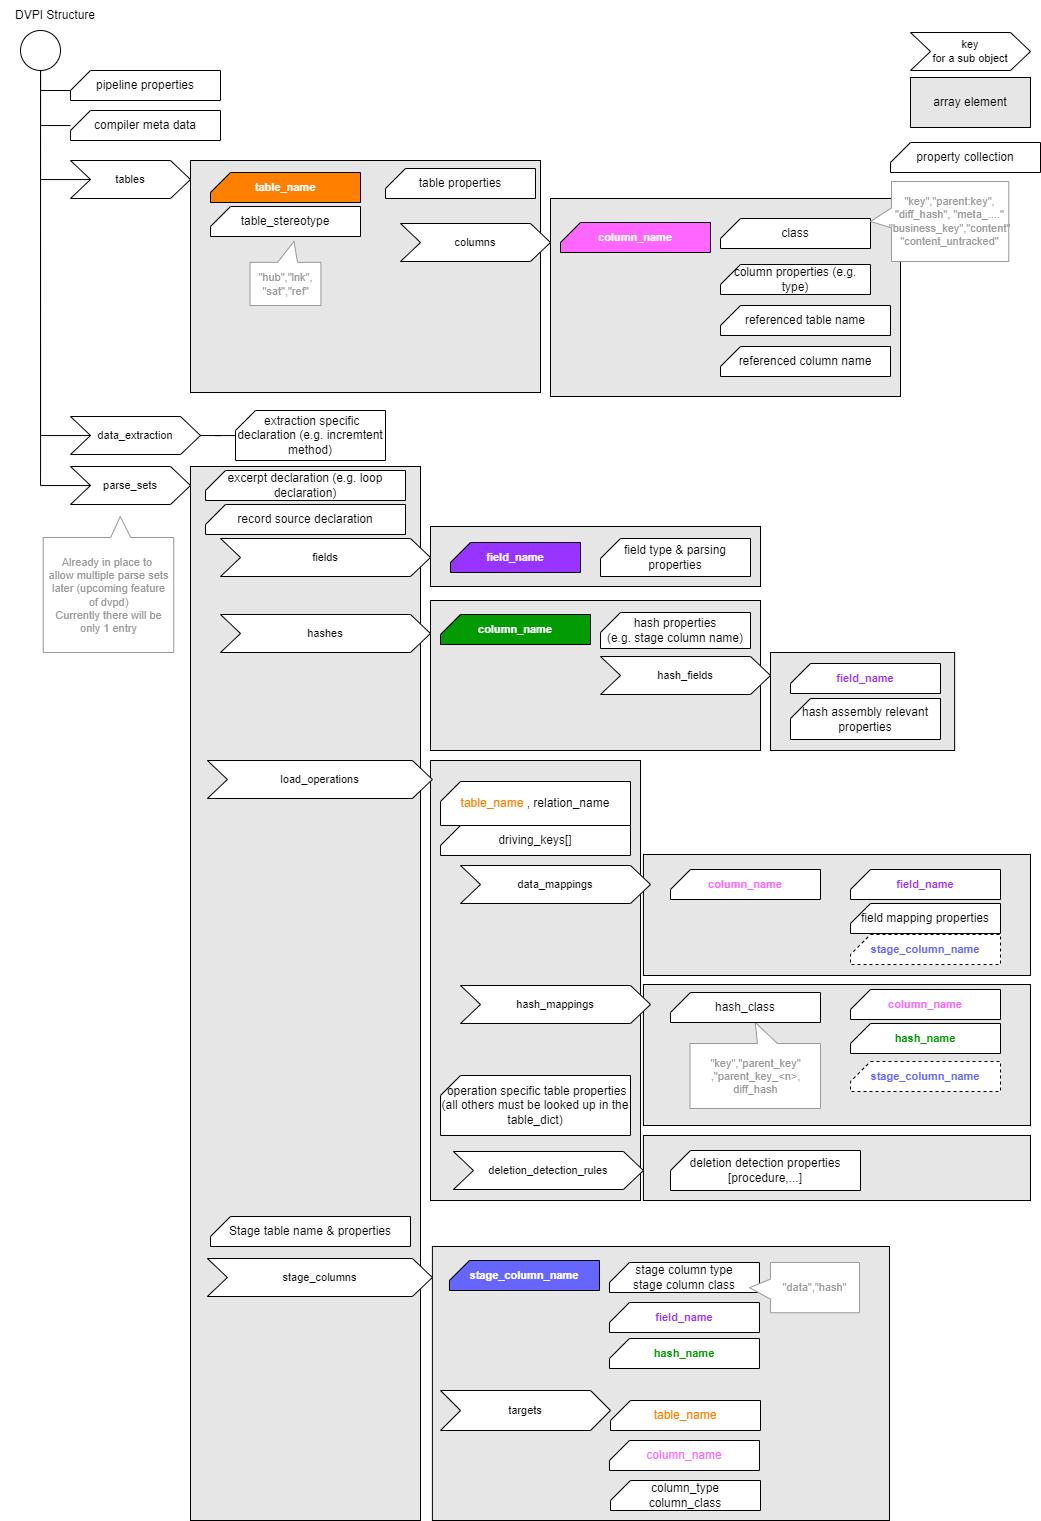 DVPI Structure
key
for a sub object
pipeline properties
array element
compiler meta data
property collection
tables
table_name
table properties
"key","parent:key",
"diff_hash", "meta_...."
"business_key","content"
"content_untracked"
table_stereotype
columns
column_name
class
"hub","lnk",
"sat","ref"
column properties (e.g.
type)
referenced table name
referenced column name
data_extraction
extraction specific
declaration (e.g. incremtent
method)
parse_sets
excerpt declaration (e.g. loop
declaration)
record source declaration
Already in place to
allow multiple parse sets
later (upcoming feature
of dvpd)
Currently there will be
only 1 entry
fields
field_name
field type & parsing
properties
hashes
column_name
hash properties
(e.g. stage column name)
hash_fields
field_name
hash assembly relevant
properties
load_operations
table_name , relation_name
driving_keys[]
data_mappings
column_name
field_name
field mapping properties
stage_column_name
hash_mappings
hash_class
column_name
hash_name
"key","parent_key"
,"parent_key_<n>,
diff_hash
stage_column_name
operation specific table properties
(all others must be looked up in the
table_dict)
deletion_detection_rules
deletion detection properties
[procedure,...]
Stage table name & properties
stage_columns
stage_column_name
stage column type
stage column class
"data","hash"
field_name
hash_name
targets
table_name
column_name
column_type
column_class